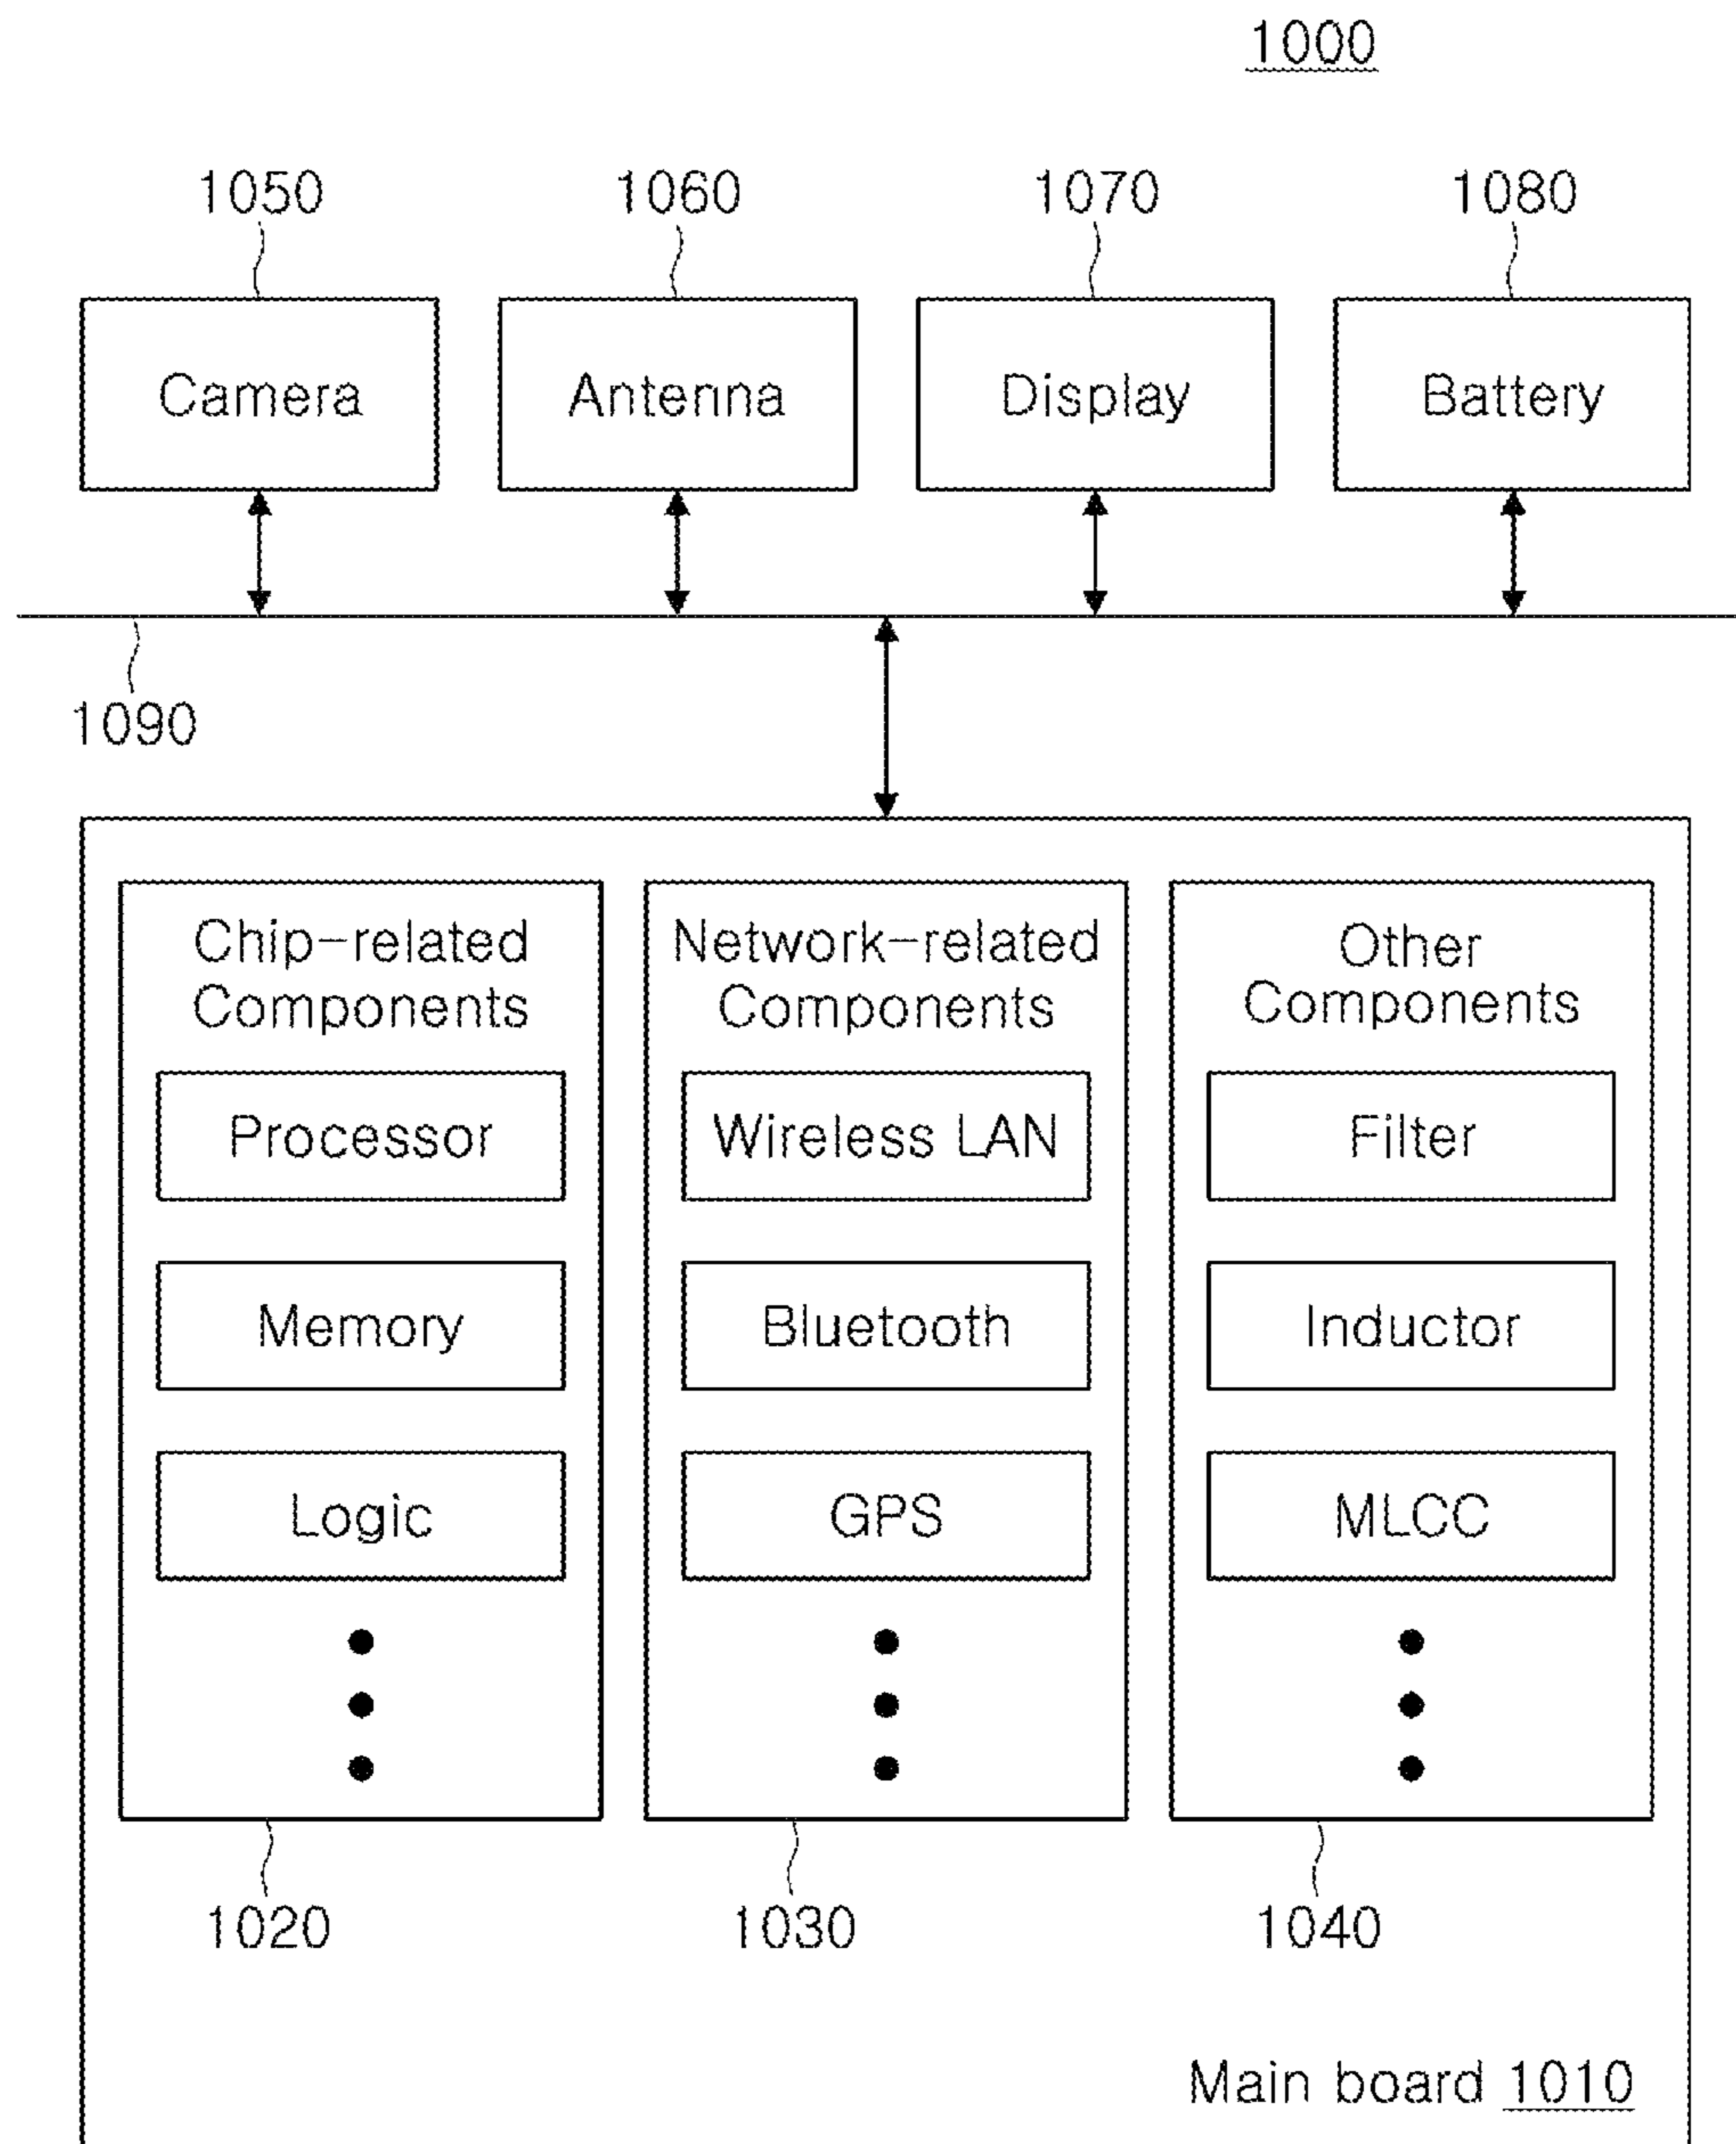 1000
1050 1060 1070 1080
Camera Antenna Display Battery
1090
Chip-related Components
Network-related Components
Other Components
Processor Wireless LAN Filter
Memory Bluetooth Inductor
Logic GPS MLCC
1020 1030 1040
Main board 1010